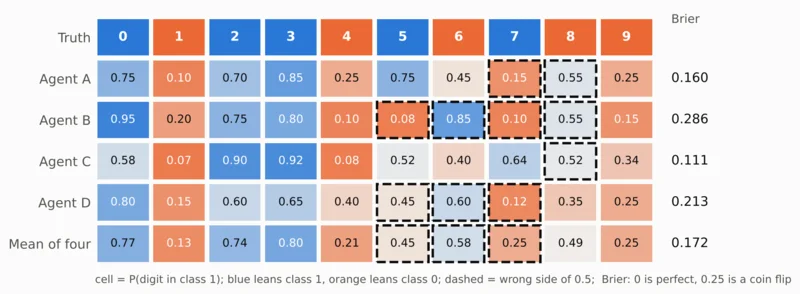 Brier
Truth 0 1 2 3 4 5 6 7 8 9
Agent A 0.75 0.10 0.70 0.85 0.25 0.75 0.45 0.15 0.55 0.25 0.160
Agent B 0.95 0.20 0.75 0.80 0.10 0.08 0.85 0.10 0.55 0.15 0.286
Agent C 0.58 0.07 0.90 0.92 0.08 0.52 0.40 0.64 0.52 0.34 0.111
Agent D 0.80 0.15 0.60 0.65 0.40 0.45 0.60 0.12 0.35 0.25 0.213
Mean of four 0.77 0.13 0.74 0.80 0.21 0.45 0.58 0.25 0.49 0.25 0.172
cell = P(digit in class 1); blue leans class 1, orange leans class 0; dashed = wrong side of 0.5; Brier: 0 is perfect, 0.25 is a coin flip